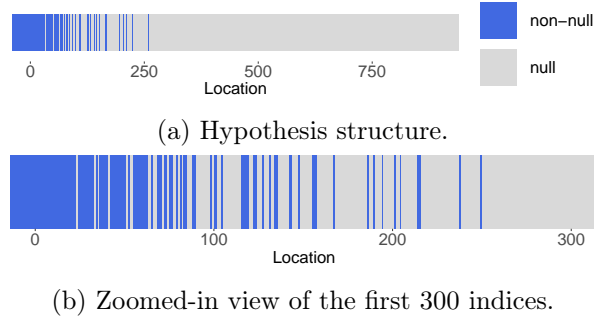 non−null
null
0 250 500 750
Location
(a) Hypothesis structure.
0 100 200 300
Location
(b) Zoomed-in view of the first 300 indices.